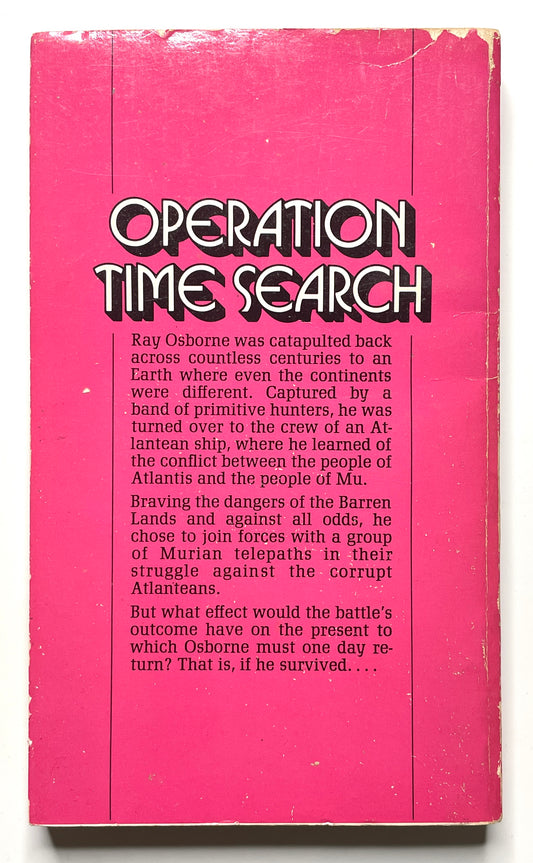 OPERATION
TIME SEARCH
Ray Osborne was catapulted back
across countless centuries to an
Earth where even the continents
were different. Captured by a
band of primitive hunters, he was
turned over to the crew of an At-
lantean ship, where he learned of
the conflict between the people of
Atlantis and the people of Mu.
Braving the dangers of the Barren
Lands and against all odds, he
chose to join forces with a group
of Murian telepaths in their
struggle against the corrupt
Atlanteans.
But what effect would the battle's
outcome have on the present to
which Osborne must one day re-
turn? That is, if he survived. . . .